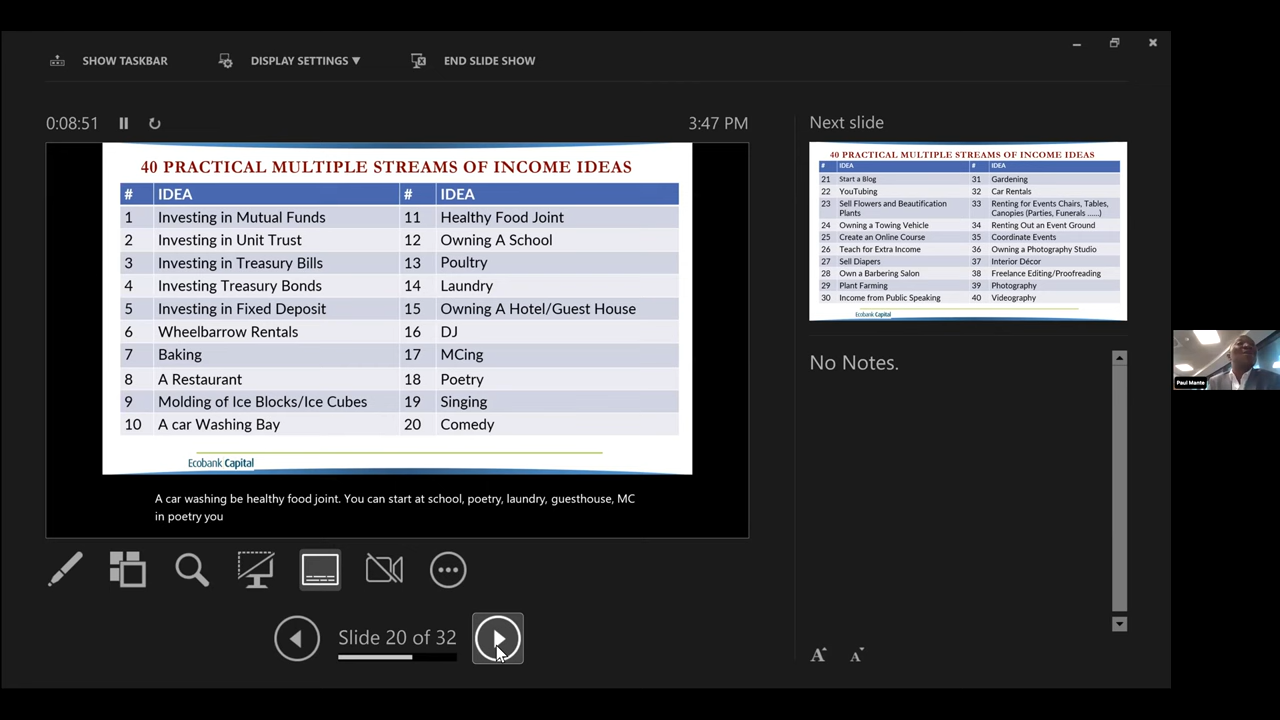 SHOW TASKBAR DISPLAY SETTINGS ▼ END SLIDE SHOW
0:08:51 3:47 PM
40 PRACTICAL MULTIPLE STREAMS OF INCOME IDEAS
# IDEA # IDEA
1 Investing in Mutual Funds 11 Healthy Food Joint
2 Investing in Unit Trust 12 Owning A School
3 Investing in Treasury Bills 13 Poultry
4 Investing Treasury Bonds 14 Laundry
5 Investing in Fixed Deposit 15 Owning A Hotel/Guest House
6 Wheelbarrow Rentals 16 DJ
7 Baking 17 MCing
8 A Restaurant 18 Poetry
9 Molding of Ice Blocks/Ice Cubes 19 Singing
10 A car Washing Bay 20 Comedy
Ecobank Capital
A car washing be healthy food joint. You can start at school, poetry, laundry, guesthouse, MC
in poetry you
Slide 20 of 32
Next slide
40 PRACTICAL MULTIPLE STREAMS OF INCOME IDEAS
# IDEA # IDEA
21 Start a Blog 31 Gardening
22 YouTubing 32 Car Rentals
23 Sell Flowers and Beautification 33 Renting for Events Chairs, Tables,
Plants Canopies (Parties, Funerals ......)
24 Owning a Towing Vehicle 34 Renting Out an Event Ground
25 Create an Online Course 35 Coordinate Events
26 Teach for Extra Income 36 Owning a Photography Studio
27 Sell Diapers 37 Interior Décor
28 Own a Barbering Salon 38 Freelance Editing/Proofreading
29 Plant Farming 39 Photography
30 Income from Public Speaking 40 Videography
Ecobank Capital
No Notes.
A A
Paul Mante